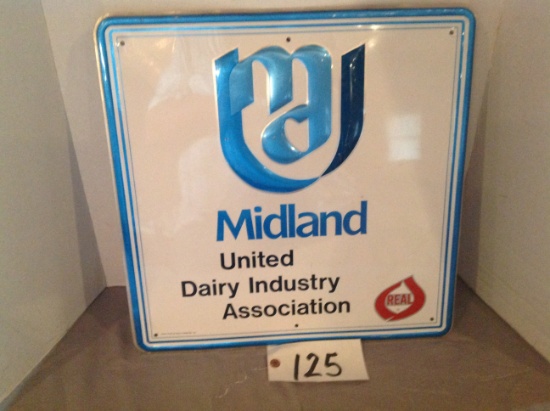 Midland
United
Dairy Industry
Association
REAL
125